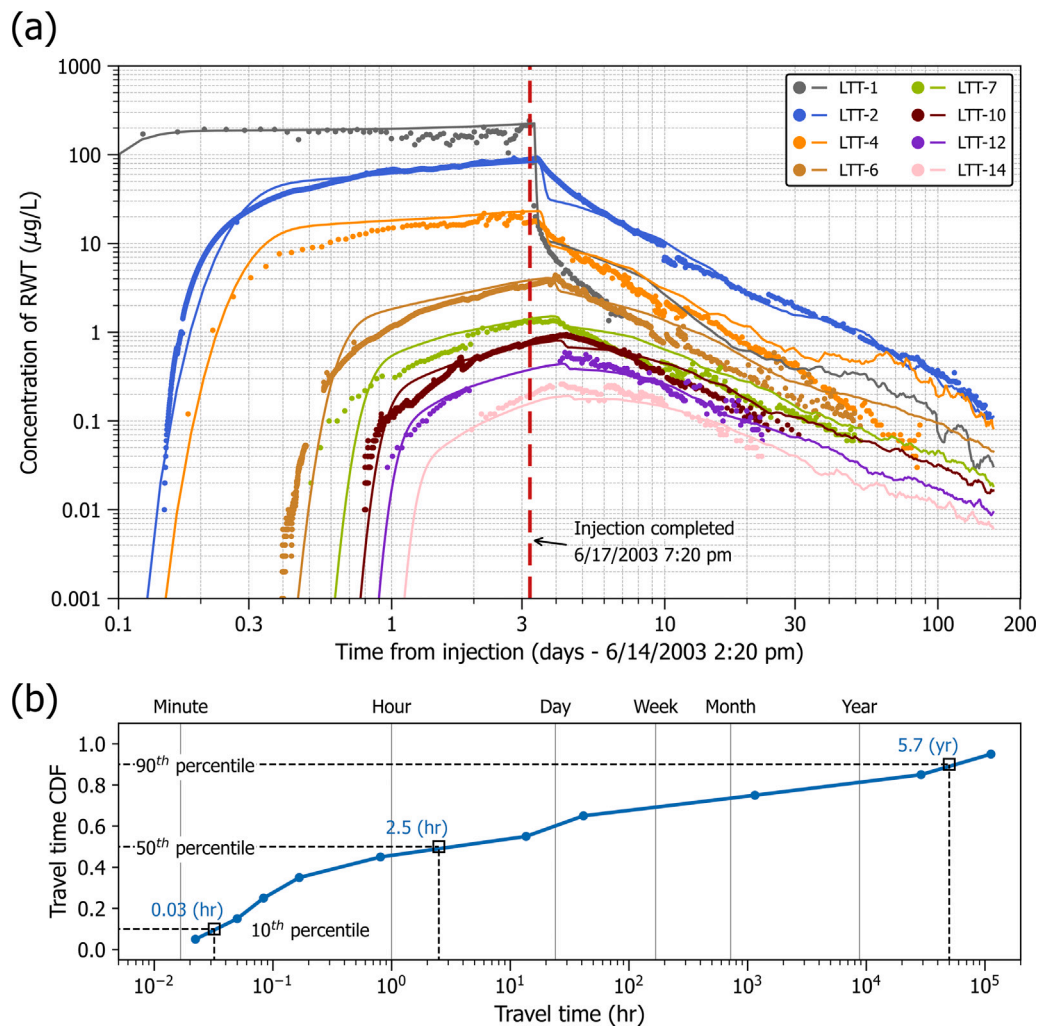 (a)
1000
100
10
1
0.1
0.01
0.001
Concentration of RWT (μg/L)
LTT-1
LTT-2
LTT-4
LTT-6
LTT-7
LTT-10
LTT-12
LTT-14
Injection completed
6/17/2003 7:20 pm
0.1 0.3 1 3 10 30 100 200
Time from injection (days - 6/14/2003 2:20 pm)
(b)
Minute Hour Day Week Month Year
1.0
0.8
0.6
0.4
0.2
0.0
Travel time CDF
90th percentile
5.7 (yr)
50th percentile
2.5 (hr)
0.03 (hr)
10th percentile
10⁻² 10⁻¹ 10⁰ 10¹ 10² 10³ 10⁴ 10⁵
Travel time (hr)